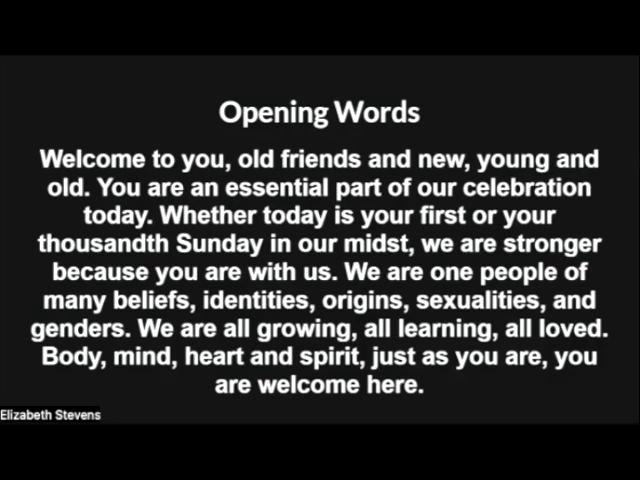 Opening Words
Welcome to you, old friends and new, young and
old. You are an essential part of our celebration
today. Whether today is your first or your
thousandth Sunday in our midst, we are stronger
because you are with us. We are one people of
many beliefs, identities, origins, sexualities, and
genders. We are all growing, all learning, all loved.
Body, mind, heart and spirit, just as you are, you
are welcome here.
Elizabeth Stevens